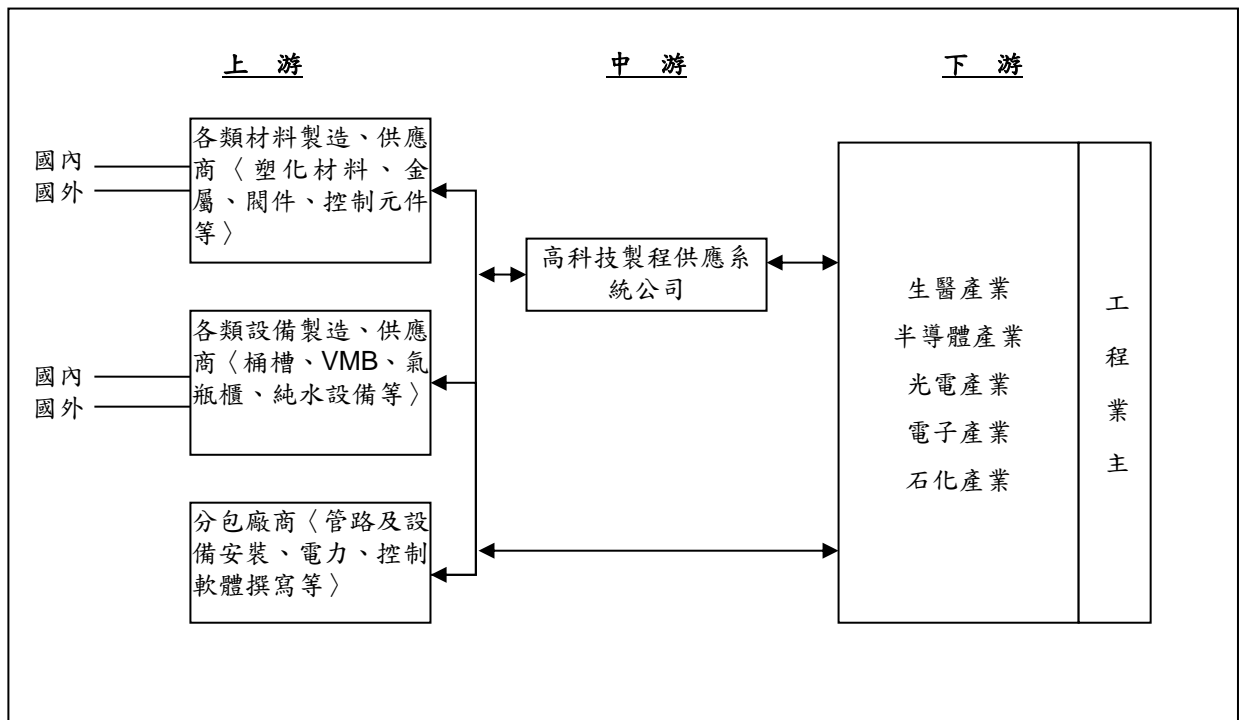 上 游
中 游
下 游
國內
國外
各類材料製造、供應
商〈塑化材料、金
屬、閥件、控制元件
等〉
國內
國外
各類設備製造、供應
商〈桶槽、VMB、氣
瓶櫃、純水設備等〉
分包廠商〈管路及設
備安裝、電力、控制
軟體撰寫等〉
高科技製程供應系
統公司
生醫產業
半導體產業
光電產業
電子產業
石化產業
工
程
業
主